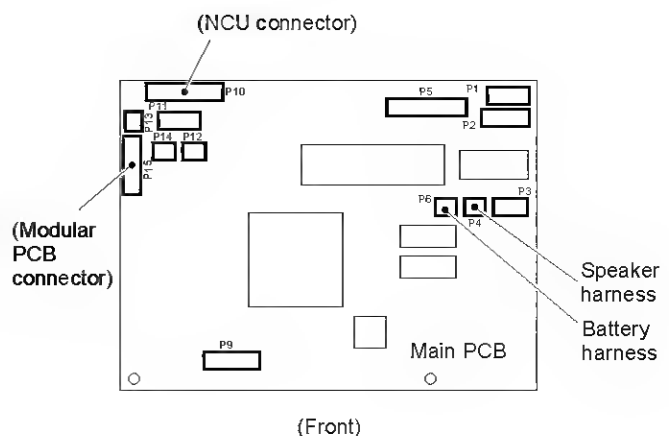 (NCU connector)
P10
P11
P13
P14 P12
P15
P5
P1
P2
P6
P4
P3
(Modular
PCB
connector)
Speaker
harness
Battery
harness
P9
Main PCB
(Front)